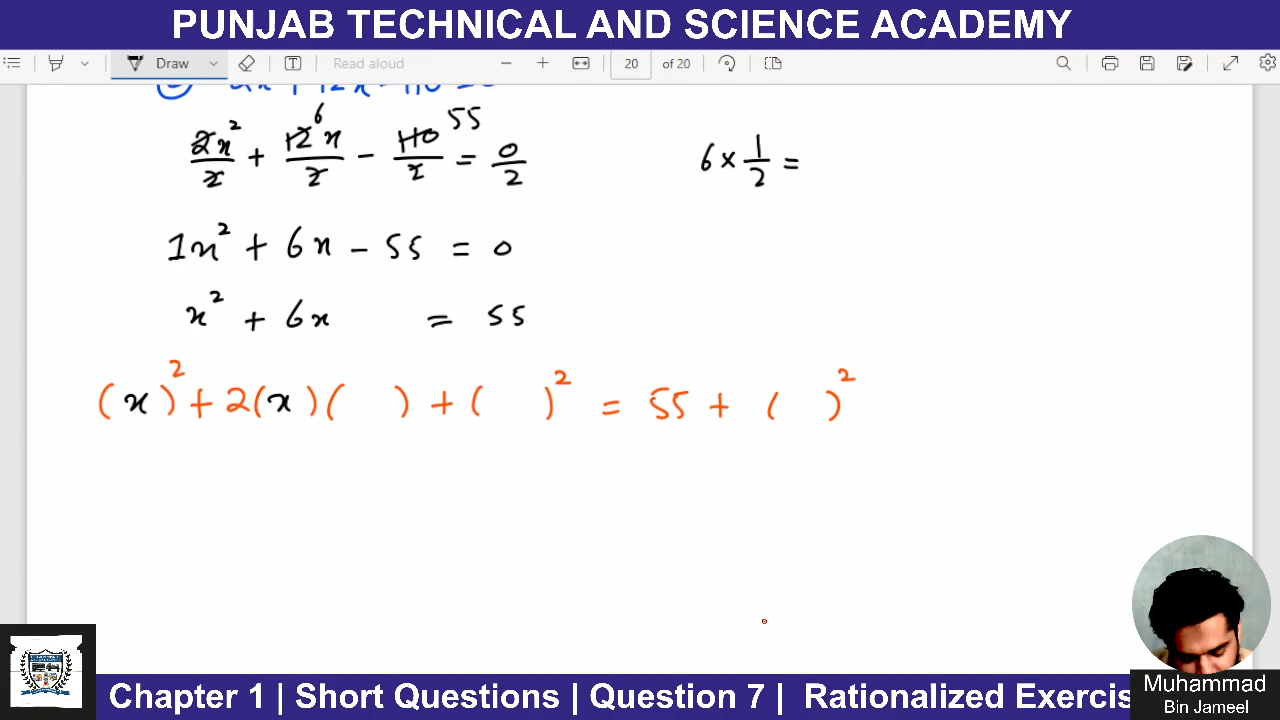 PUNJAB TECHNICAL AND SCIENCE ACADEMY
Draw Read aloud 20 of 20
2x²/2 + 12x/2 - 110/2 = 0/2
6
55
6 × 1/2 =
1x² + 6x - 55 = 0
x² + 6x = 55
(x)² + 2(x)( ) + ( )² = 55 + ( )²
Chapter 1 | Short Questions | Question 7 | Rationalized Exercis
Muhammad
Bin Jameel